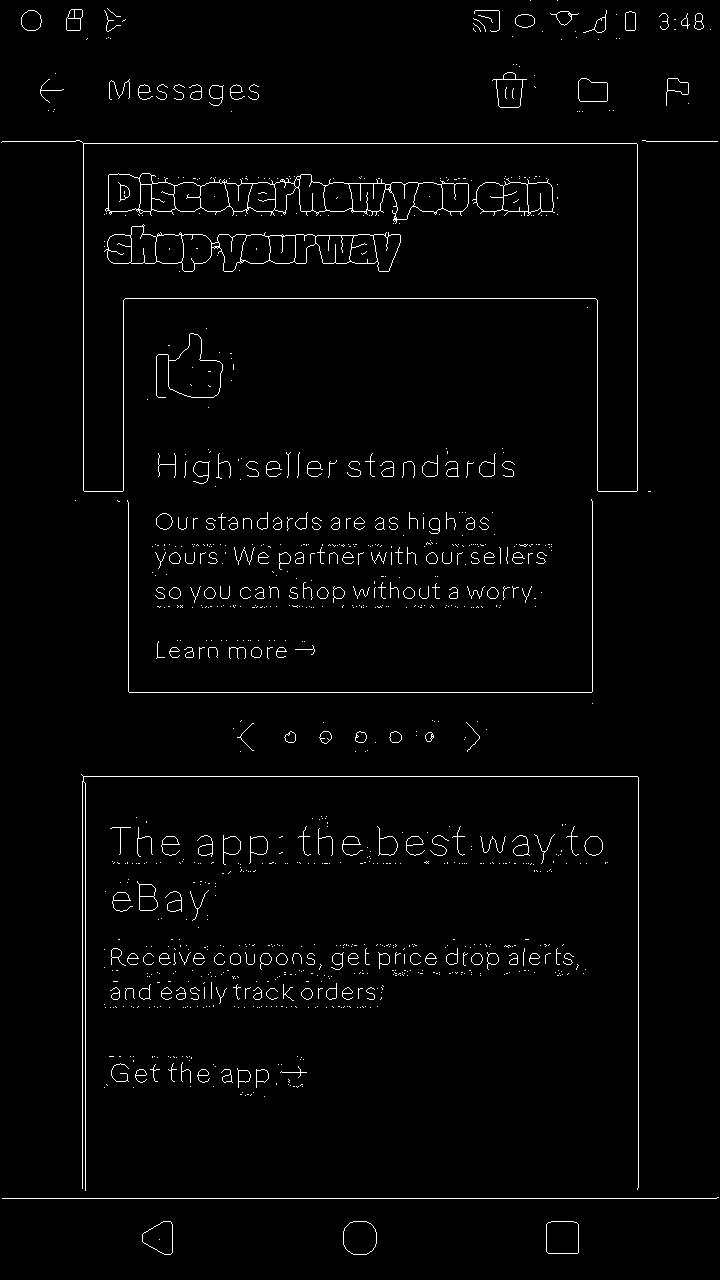 3:48
Messages
Discover how you can
shop your way
High seller standards
Our standards are as high as
yours. We partner with our sellers
so you can shop without a worry.
Learn more →
The app: the best way to
eBay
Receive coupons, get price drop alerts,
and easily track orders.
Get the app →